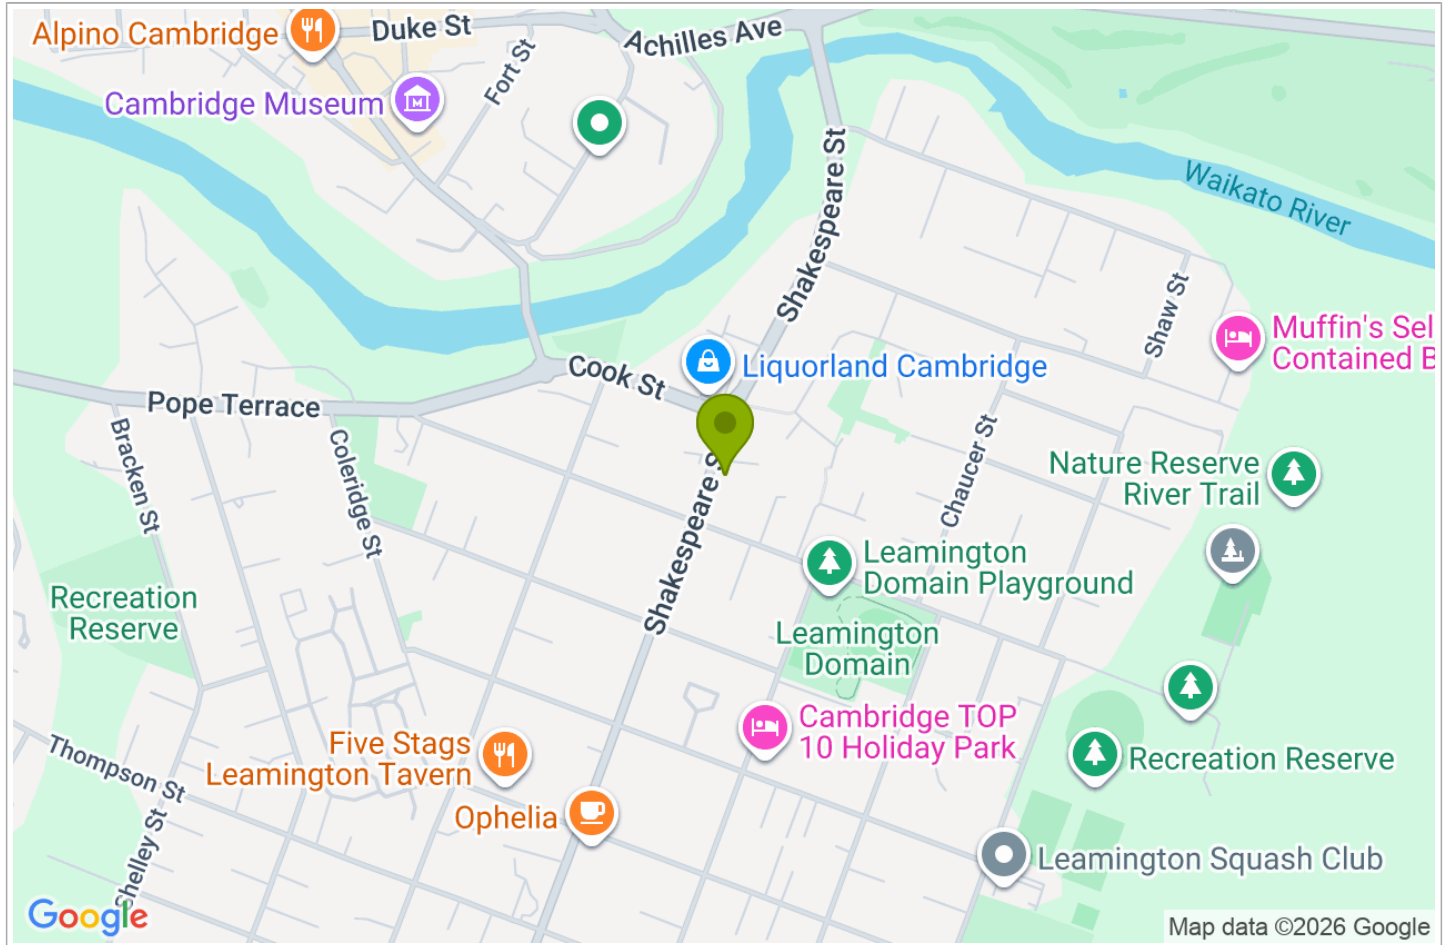 Alpino Cambridge
Duke St
Achilles Ave
Fort St
Cambridge Museum
Shakespeare St
Waikato River
Shaw St
Muffin's Sel
Contained B
Cook St
Liquorland Cambridge
Pope Terrace
Bracken St
Coleridge St
Chaucer St
Shakespeare S
Nature Reserve
River Trail
Leamington
Domain Playground
Recreation
Reserve
Leamington
Domain
Cambridge TOP
10 Holiday Park
Five Stags
Leamington Tavern
Thompson St
Recreation Reserve
Ophelia
Shelley St
Leamington Squash Club
Google
Map data ©2026 Google